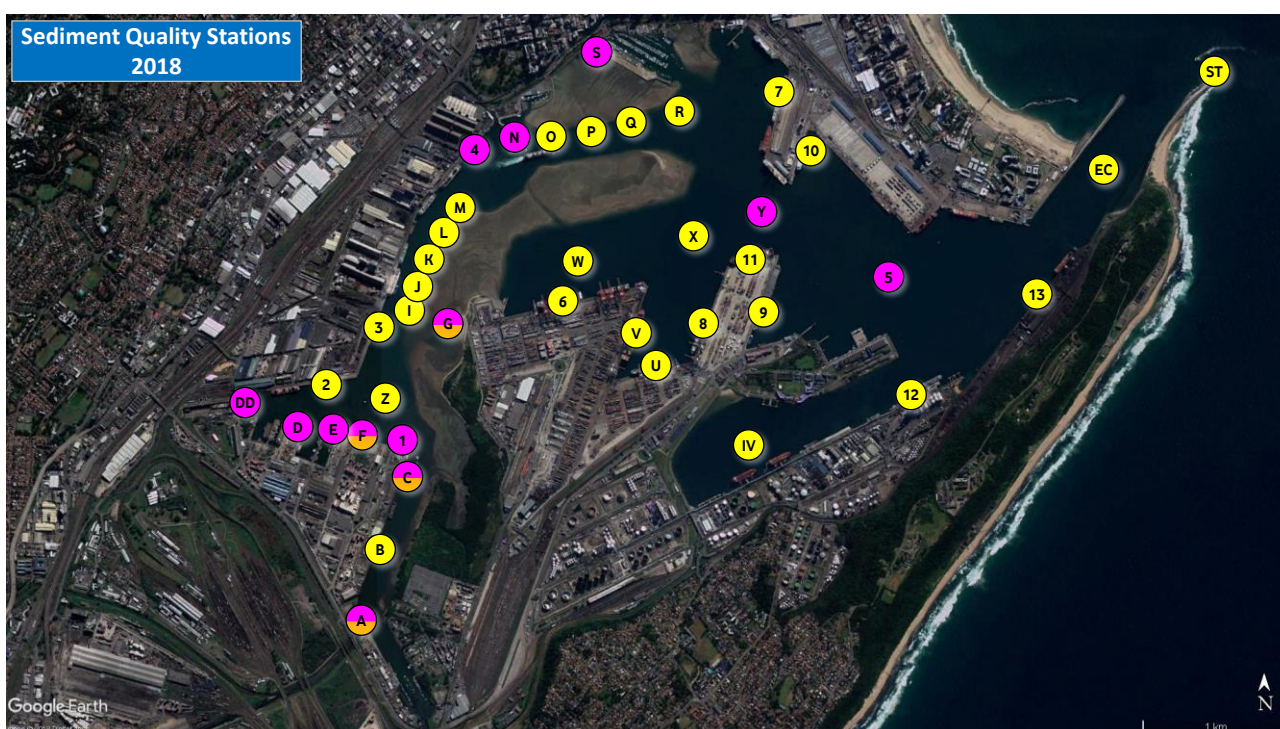 Sediment Quality Stations
2018
ST
S
7
R
Q
P
O
N
4
10
EC
M
Y
L
X
K
W
11
5
J
I
6
13
3
G
V
8
9
U
2
DD
Z
12
D
E
F
1
IV
C
B
A
Google Earth
N
1 km